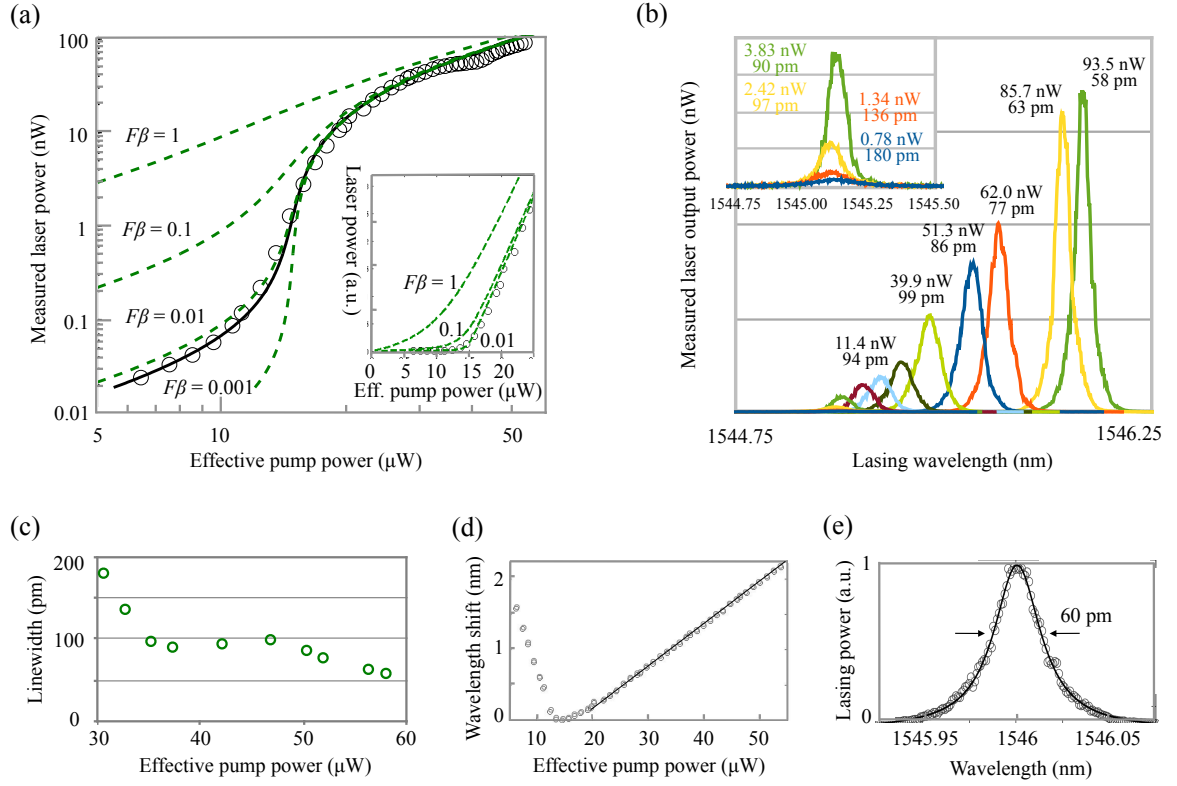 (a)
100
10
1
0.1
0.01
Measured laser power (nW)
Fβ = 1
Fβ = 0.1
Fβ = 0.01
Fβ = 0.001
5
10
50
Effective pump power (μW)
Laser power (a.u.)
Fβ = 1
0.1
0.01
0
5
10
15
20
Eff. pump power (μW)
(b)
Measured laser output power (nW)
3.83 nW
90 pm
2.42 nW
97 pm
1.34 nW
136 pm
0.78 nW
180 pm
1544.75
1545.00
1545.25
1545.50
93.5 nW
58 pm
85.7 nW
63 pm
62.0 nW
77 pm
51.3 nW
86 pm
39.9 nW
99 pm
11.4 nW
94 pm
1544.75
1546.25
Lasing wavelength (nm)
(c)
200
100
0
Linewidth (pm)
30
40
50
60
Effective pump power (μW)
(d)
2
1
0
Wavelength shift (nm)
10
20
30
40
50
Effective pump power (μW)
(e)
1
0
Lasing power (a.u.)
60 pm
1545.95
1546
1546.05
Wavelength (nm)